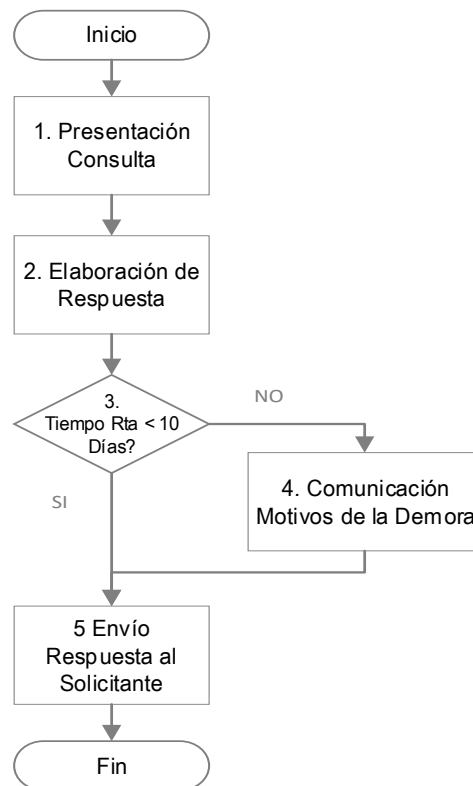 Inicio
1. Presentación
Consulta
2. Elaboración de
Respuesta
3.
Tiempo Rta < 10
Días?
NO
SI
4. Comunicación
Motivos de la Demora
5 Envío
Respuesta al
Solicitante
Fin